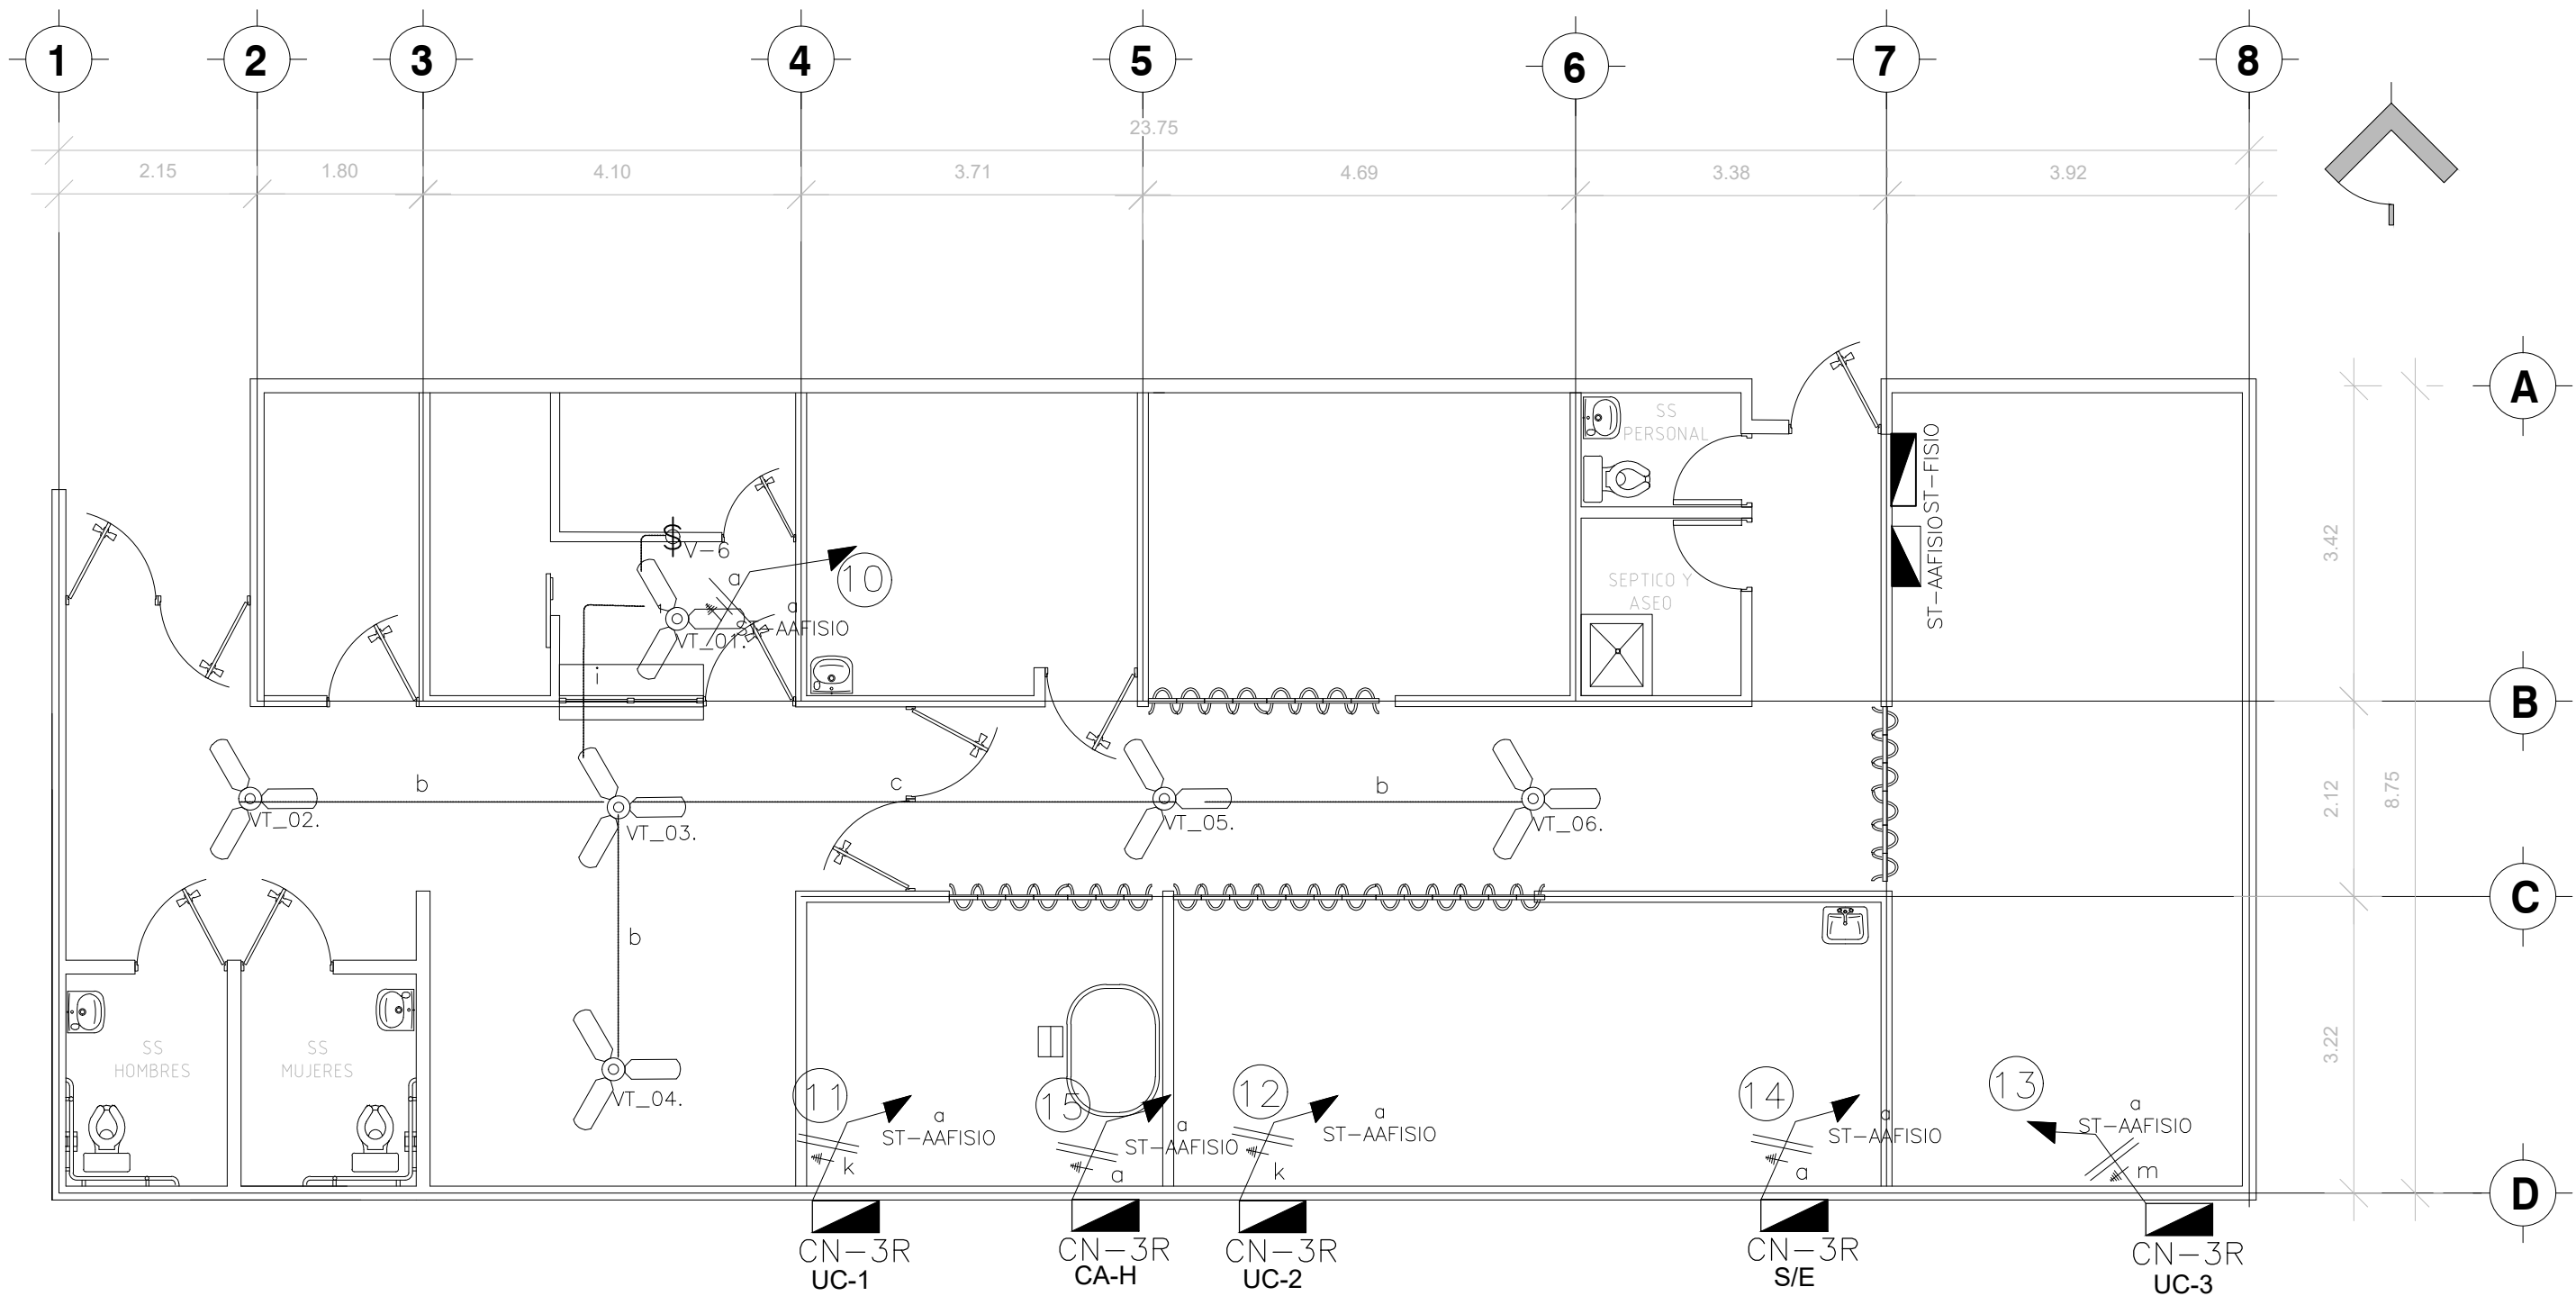 1 2 3 4 5 6 7 8
23.75
2.15 1.80 4.10 3.71 4.69 3.38 3.92
A
SS
PERSONAL
ST-FISIO
ST-AAFISIO
3.42
V-6
a
10
a
ST-AAFISIO
VT_01.
i
SEPTICO Y
ASEO
B
b
c
b
VT_02.
VT_03.
VT_05.
VT_06.
2.12
8.75
C
b
SS
HOMBRES
SS
MUJERES
VT_04.
3.22
11
a
ST-AAFISIO
k
15
a
ST-AAFISIO
a
12
a
ST-AAFISIO
k
14
a
ST-AAFISIO
a
13
a
ST-AAFISIO
m
D
CN-3R
UC-1
CN-3R
CA-H
CN-3R
UC-2
CN-3R
S/E
CN-3R
UC-3